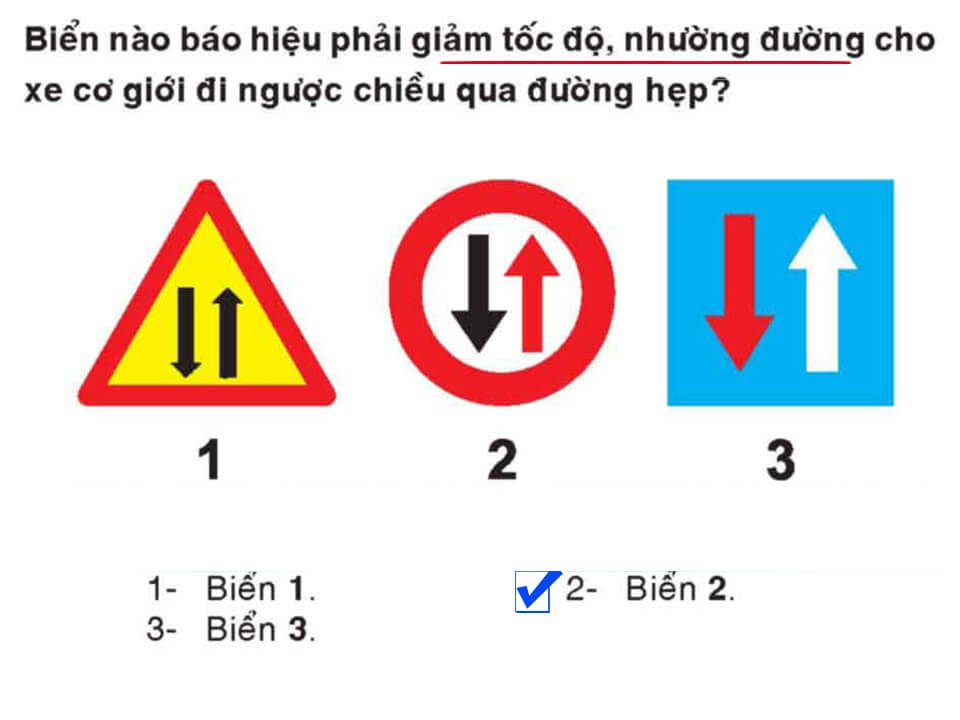 Biển nào báo hiệu phải giảm tốc độ, nhường đường cho
xe cơ giới đi ngược chiều qua đường hẹp?
1
2
3
1- Biển 1.
2- Biển 2.
3- Biển 3.